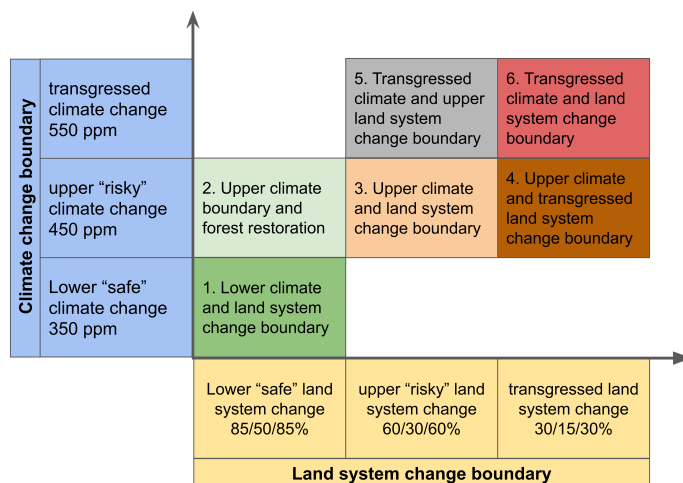 Climate change boundary
transgressed
climate change
550 ppm
5. Transgressed
climate and upper
land system
change boundary
6. Transgressed
climate and land
system change
boundary
upper “risky”
climate change
450 ppm
2. Upper climate
boundary and
forest restoration
3. Upper climate
and land system
change boundary
4. Upper climate
and transgressed
land system
change boundary
Lower “safe”
climate change
350 ppm
1. Lower climate
and land system
change boundary
Lower “safe” land
system change
85/50/85%
upper “risky” land
system change
60/30/60%
transgressed land
system change
30/15/30%
Land system change boundary